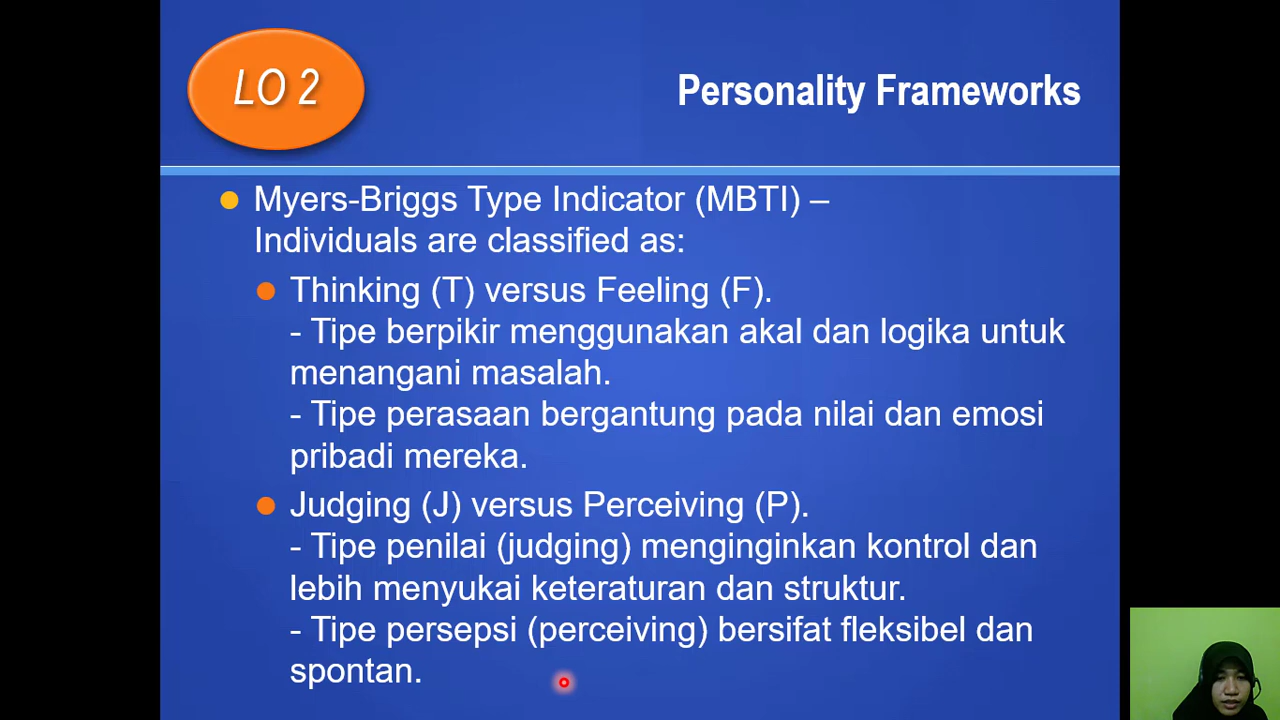 LO 2
Personality Frameworks
Myers-Briggs Type Indicator (MBTI) –
Individuals are classified as:
Thinking (T) versus Feeling (F).
- Tipe berpikir menggunakan akal dan logika untuk
menangani masalah.
- Tipe perasaan bergantung pada nilai dan emosi
pribadi mereka.
Judging (J) versus Perceiving (P).
- Tipe penilai (judging) menginginkan kontrol dan
lebih menyukai keteraturan dan struktur.
- Tipe persepsi (perceiving) bersifat fleksibel dan
spontan.